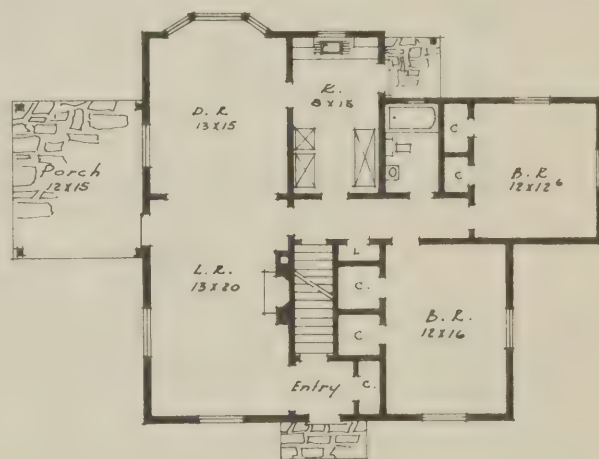 D. R.
13 X 15
K.
8 X 15
Porch
12 X 15
C
C
B. R.
12 X 12⁶
L
L. R.
13 X 20
C.
C
B. R.
12 X 16
Entry
C.